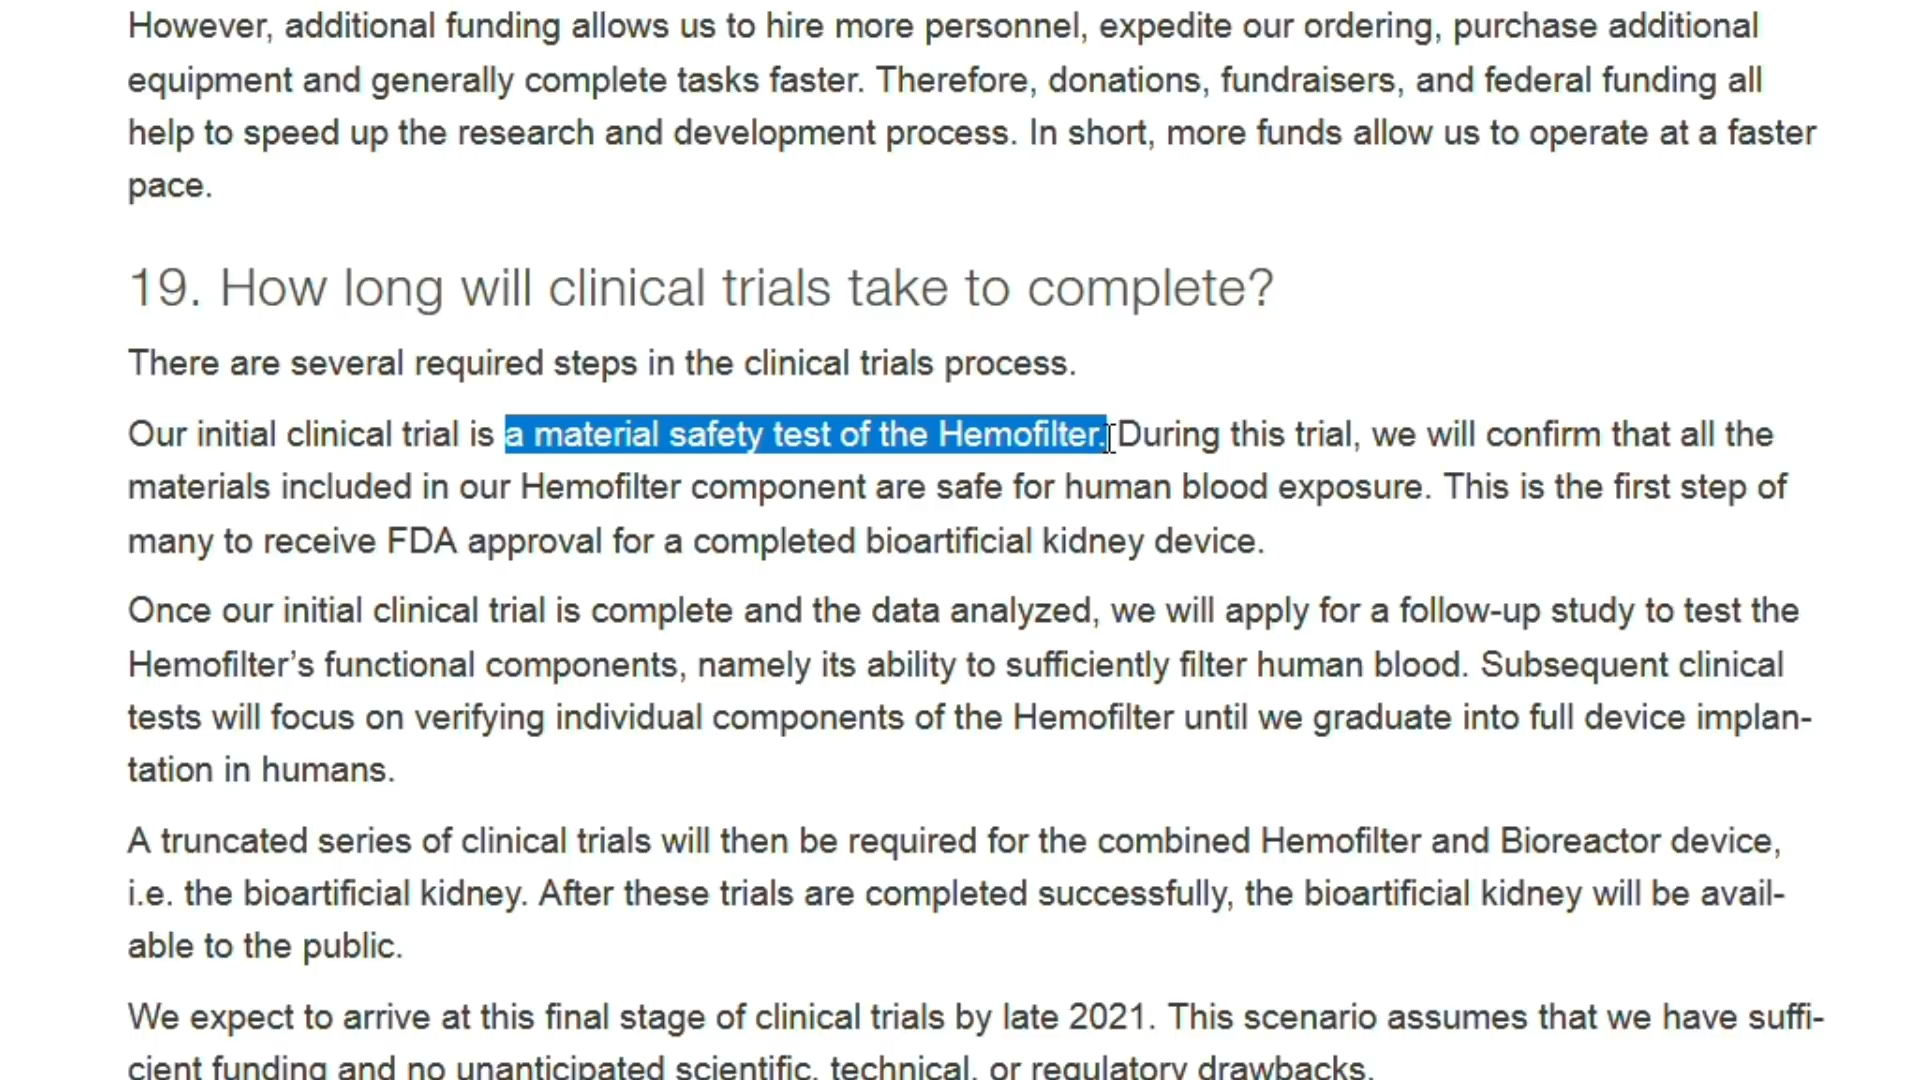 However, additional funding allows us to hire more personnel, expedite our ordering, purchase additional
equipment and generally complete tasks faster. Therefore, donations, fundraisers, and federal funding all
help to speed up the research and development process. In short, more funds allow us to operate at a faster
pace.
19. How long will clinical trials take to complete?
There are several required steps in the clinical trials process.
Our initial clinical trial is a material safety test of the Hemofilter. During this trial, we will confirm that all the
materials included in our Hemofilter component are safe for human blood exposure. This is the first step of
many to receive FDA approval for a completed bioartificial kidney device.
Once our initial clinical trial is complete and the data analyzed, we will apply for a follow-up study to test the
Hemofilter’s functional components, namely its ability to sufficiently filter human blood. Subsequent clinical
tests will focus on verifying individual components of the Hemofilter until we graduate into full device implan-
tation in humans.
A truncated series of clinical trials will then be required for the combined Hemofilter and Bioreactor device,
i.e. the bioartificial kidney. After these trials are completed successfully, the bioartificial kidney will be avail-
able to the public.
We expect to arrive at this final stage of clinical trials by late 2021. This scenario assumes that we have suffi-
cient funding and no unanticipated scientific, technical, or regulatory drawbacks.